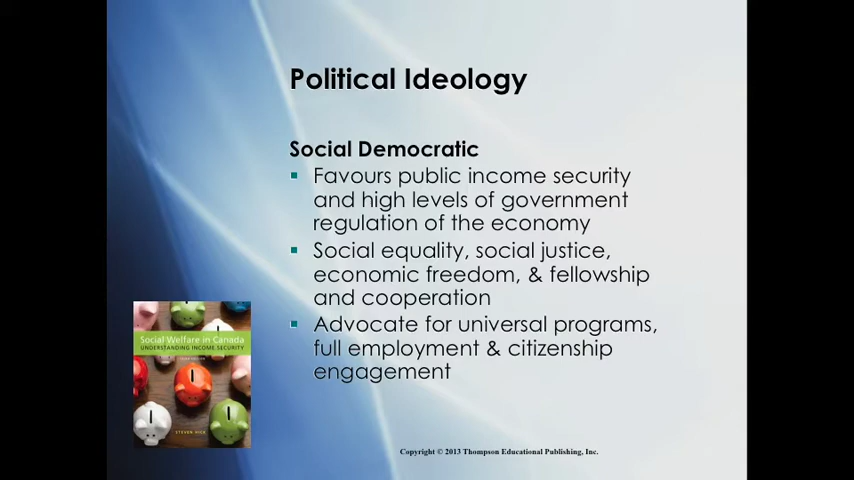 Political Ideology
Social Democratic
▪ Favours public income security
and high levels of government
regulation of the economy
▪ Social equality, social justice,
economic freedom, & fellowship
and cooperation
▪ Advocate for universal programs,
full employment & citizenship
engagement
Social Welfare in Canada
UNDERSTANDING INCOME SECURITY
STEVEN HICK
Copyright © 2013 Thompson Educational Publishing, Inc.